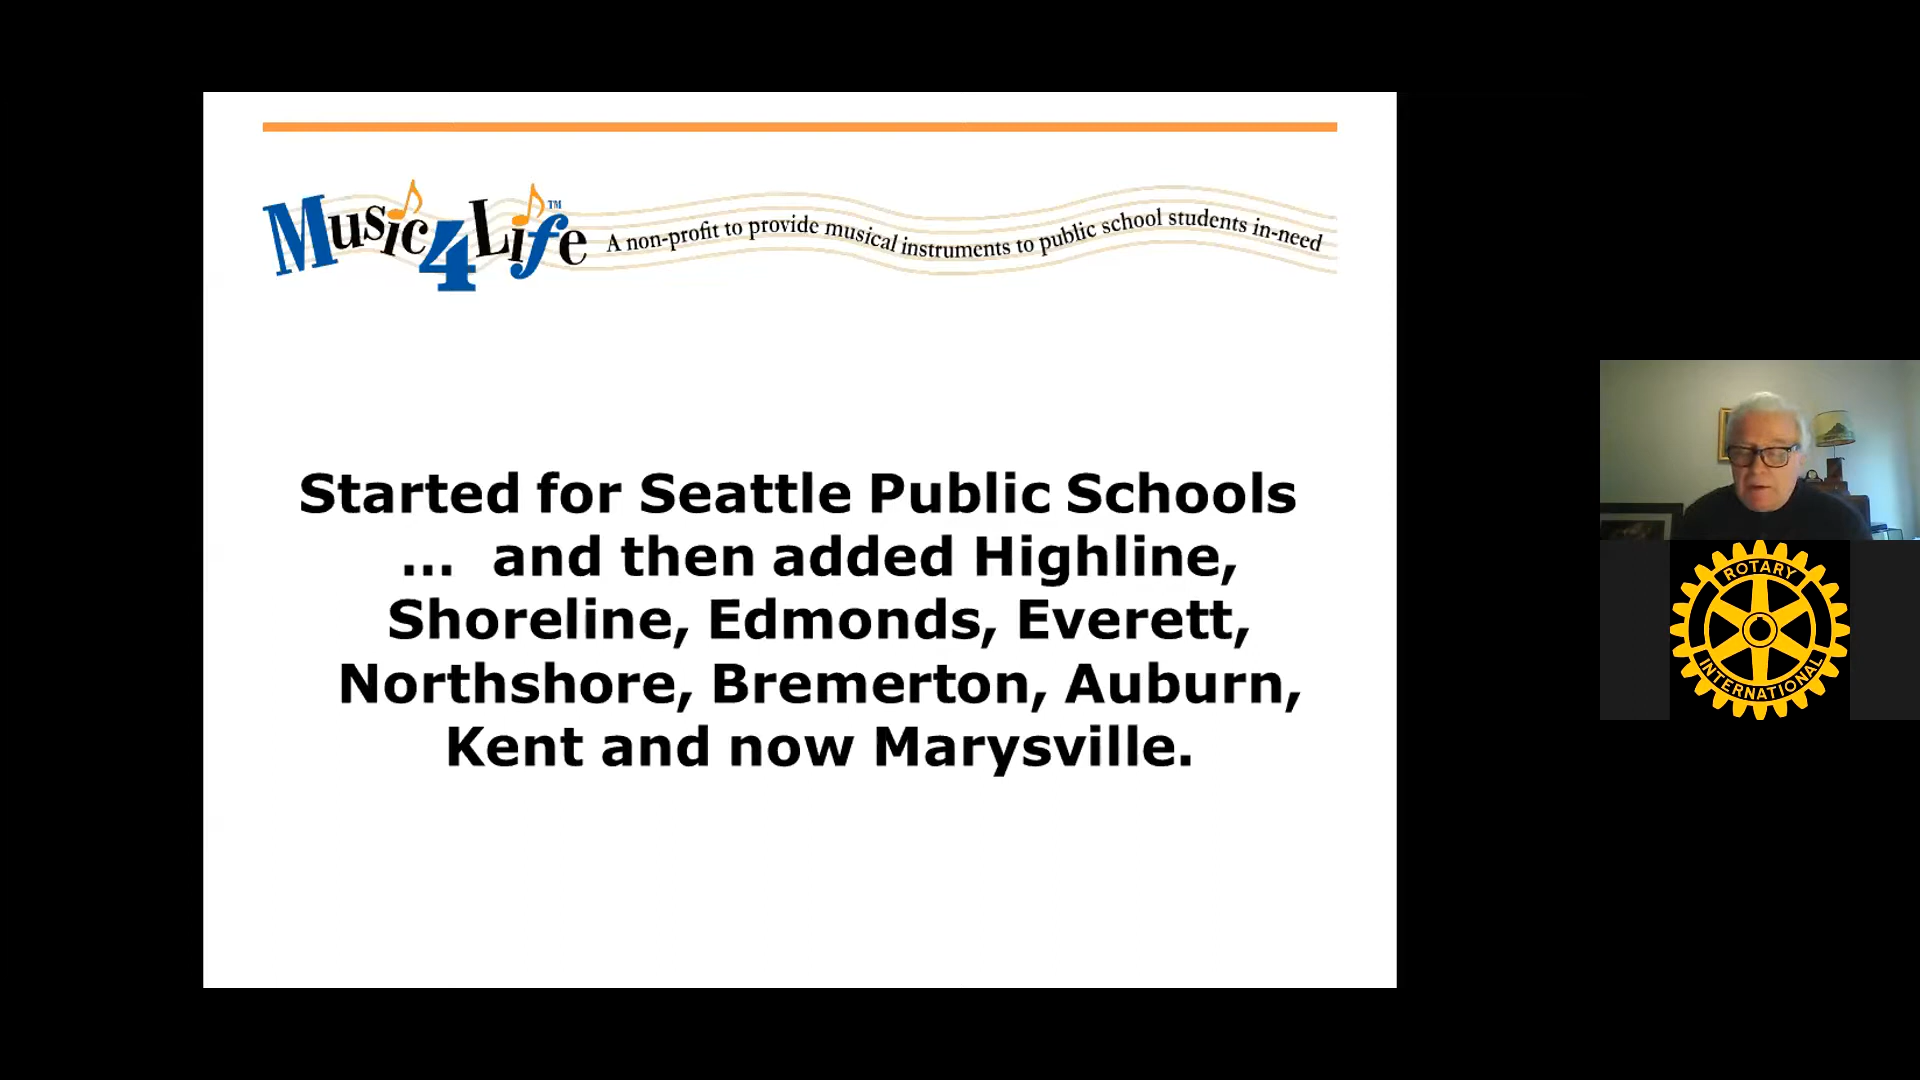 Music4Life™
A non-profit to provide musical instruments to public school students in-need
Started for Seattle Public Schools
... and then added Highline,
Shoreline, Edmonds, Everett,
Northshore, Bremerton, Auburn,
Kent and now Marysville.
ROTARY
INTERNATIONAL